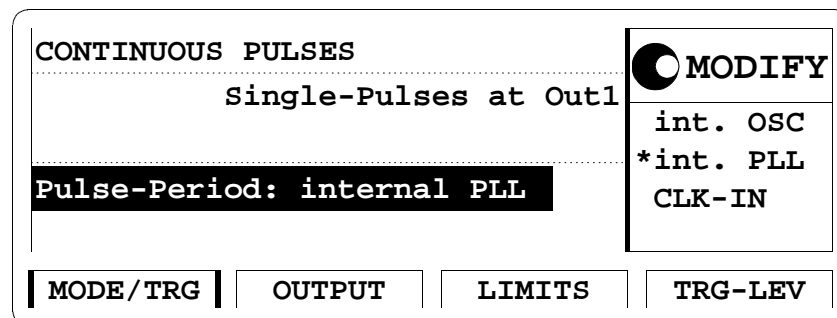 CONTINUOUS PULSES
Single-Pulses at Out1
Pulse-Period: internal PLL
MODIFY
int. OSC
*int. PLL
CLK-IN
MODE/TRG
OUTPUT
LIMITS
TRG-LEV